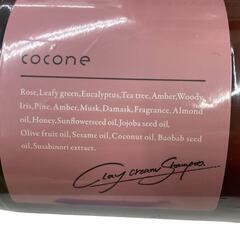 cocone
Rose,Leafy green,Eucalyptus,Tea tree,Amber,Woody
Iris,Pine,Amber,Musk,Damask,Fragrance,Almond
oil,Honey,Sunflowerseed oil,Jojoba seed oil,
Olive fruit oil,Sesame oil,Coconut oil,Baobab seed
oil,Susabinori extract.
Clay cream Shampoo